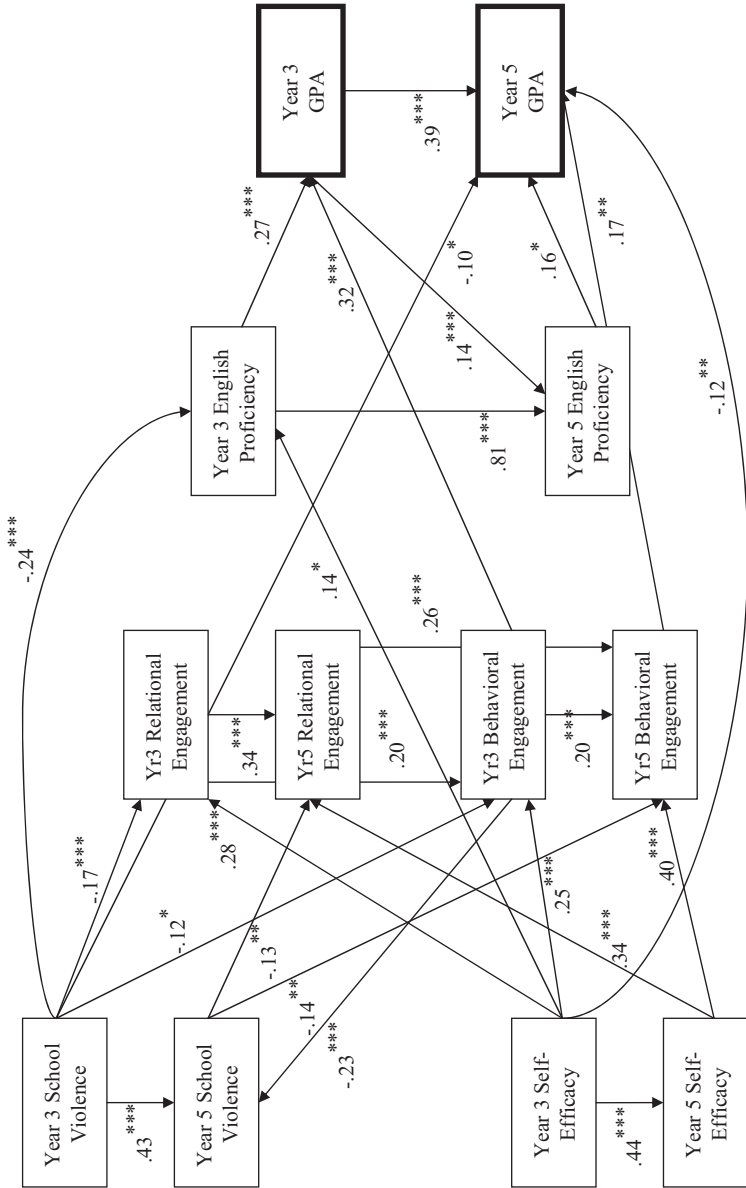 Year 3 School
Violence
.43***
Year 5 School
Violence
Year 3 Self-
Efficacy
.44***
Year 5 Self-
Efficacy
-.24***
-.17***
-.12*
-.13**
-.14**
-.23***
.28***
.25***
.34***
.40***
Yr3 Relational
Engagement
.34***
Yr5 Relational
Engagement
.20***
.26***
Yr3 Behavioral
Engagement
.20***
Yr5 Behavioral
Engagement
.14*
Year 3 English
Proficiency
.81***
Year 5 English
Proficiency
.27***
.32***
.14***
-.10*
.16*
.17**
-.12**
Year 3
GPA
.39***
Year 5
GPA